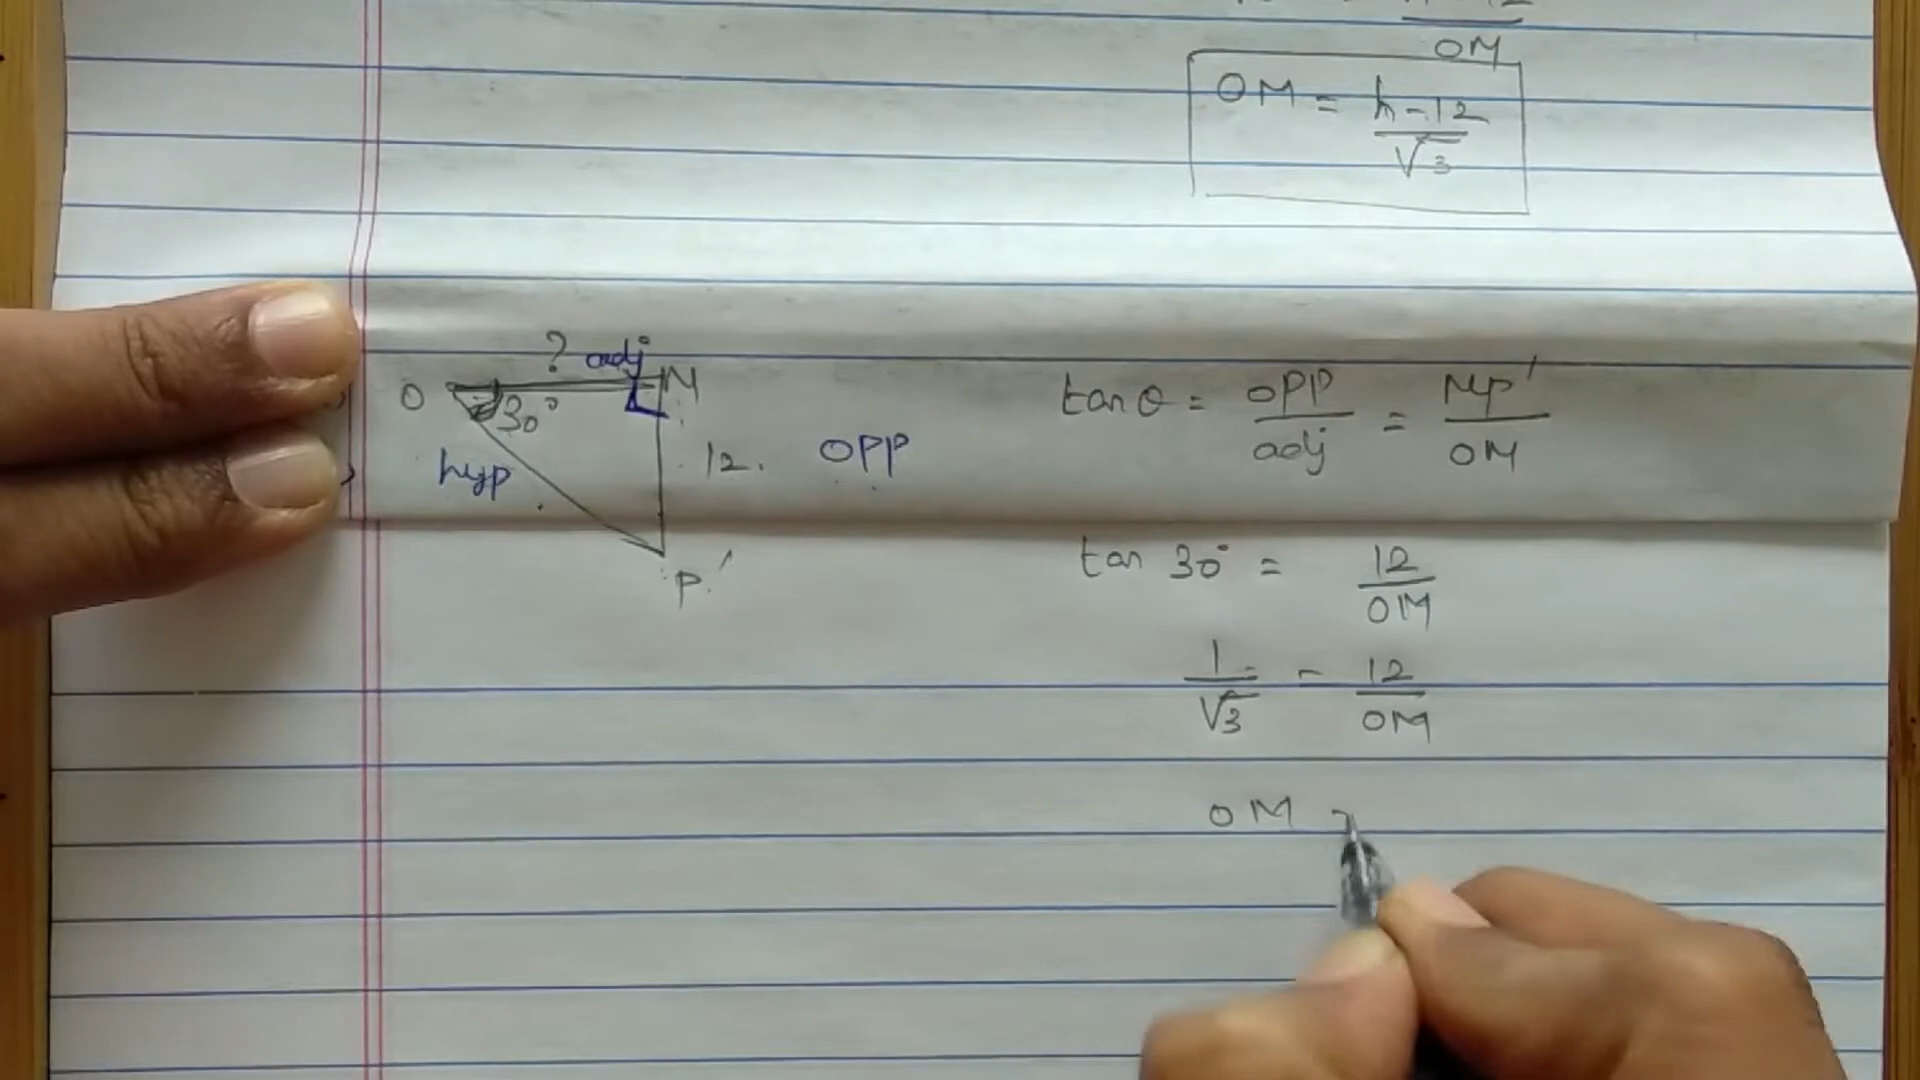 OM
OM = h-12
√3
? adj
O 30° M
tan θ = opp = MP'
adj OM
hyp 12. OPP
P'
tan 30° = 12
OM
1 = 12
√3 OM
OM =